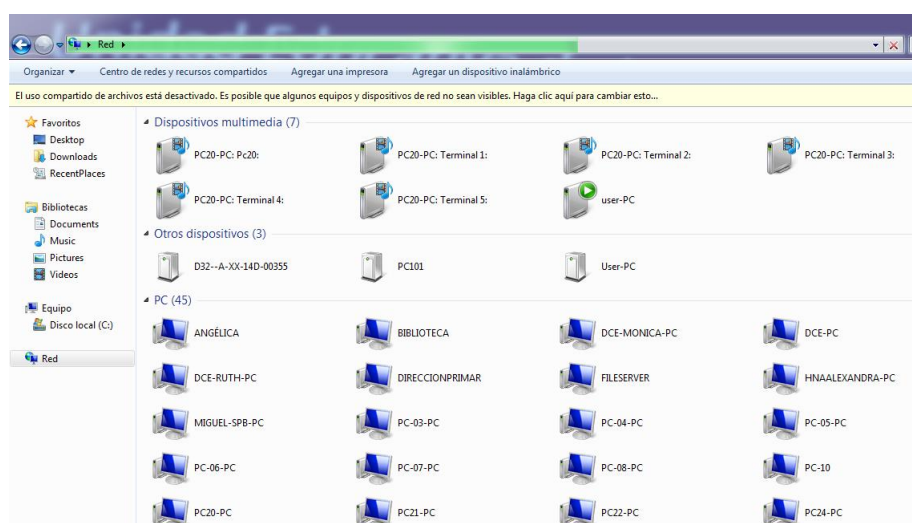 Red
Organizar Centro de redes y recursos compartidos Agregar una impresora Agregar un dispositivo inalámbrico
El uso compartido de archivos está desactivado. Es posible que algunos equipos y dispositivos de red no sean visibles. Haga clic aquí para cambiar esto...
Favoritos
Desktop
Downloads
RecentPlaces
Bibliotecas
Documents
Music
Pictures
Videos
Equipo
Disco local (C:)
Red
Dispositivos multimedia (7)
PC20-PC: Pc20: PC20-PC: Terminal 1: PC20-PC: Terminal 2: PC20-PC: Terminal 3:
PC20-PC: Terminal 4: PC20-PC: Terminal 5: user-PC
Otros dispositivos (3)
D32--A-XX-14D-00355 PC101 User-PC
PC (45)
ANGÉLICA BIBLIOTECA DCE-MONICA-PC DCE-PC
DCE-RUTH-PC DIRECCIONPRIMAR FILESERVER HNAALEXANDRA-PC
MIGUEL-SPB-PC PC-03-PC PC-04-PC PC-05-PC
PC-06-PC PC-07-PC PC-08-PC PC-10
PC20-PC PC21-PC PC22-PC PC24-PC